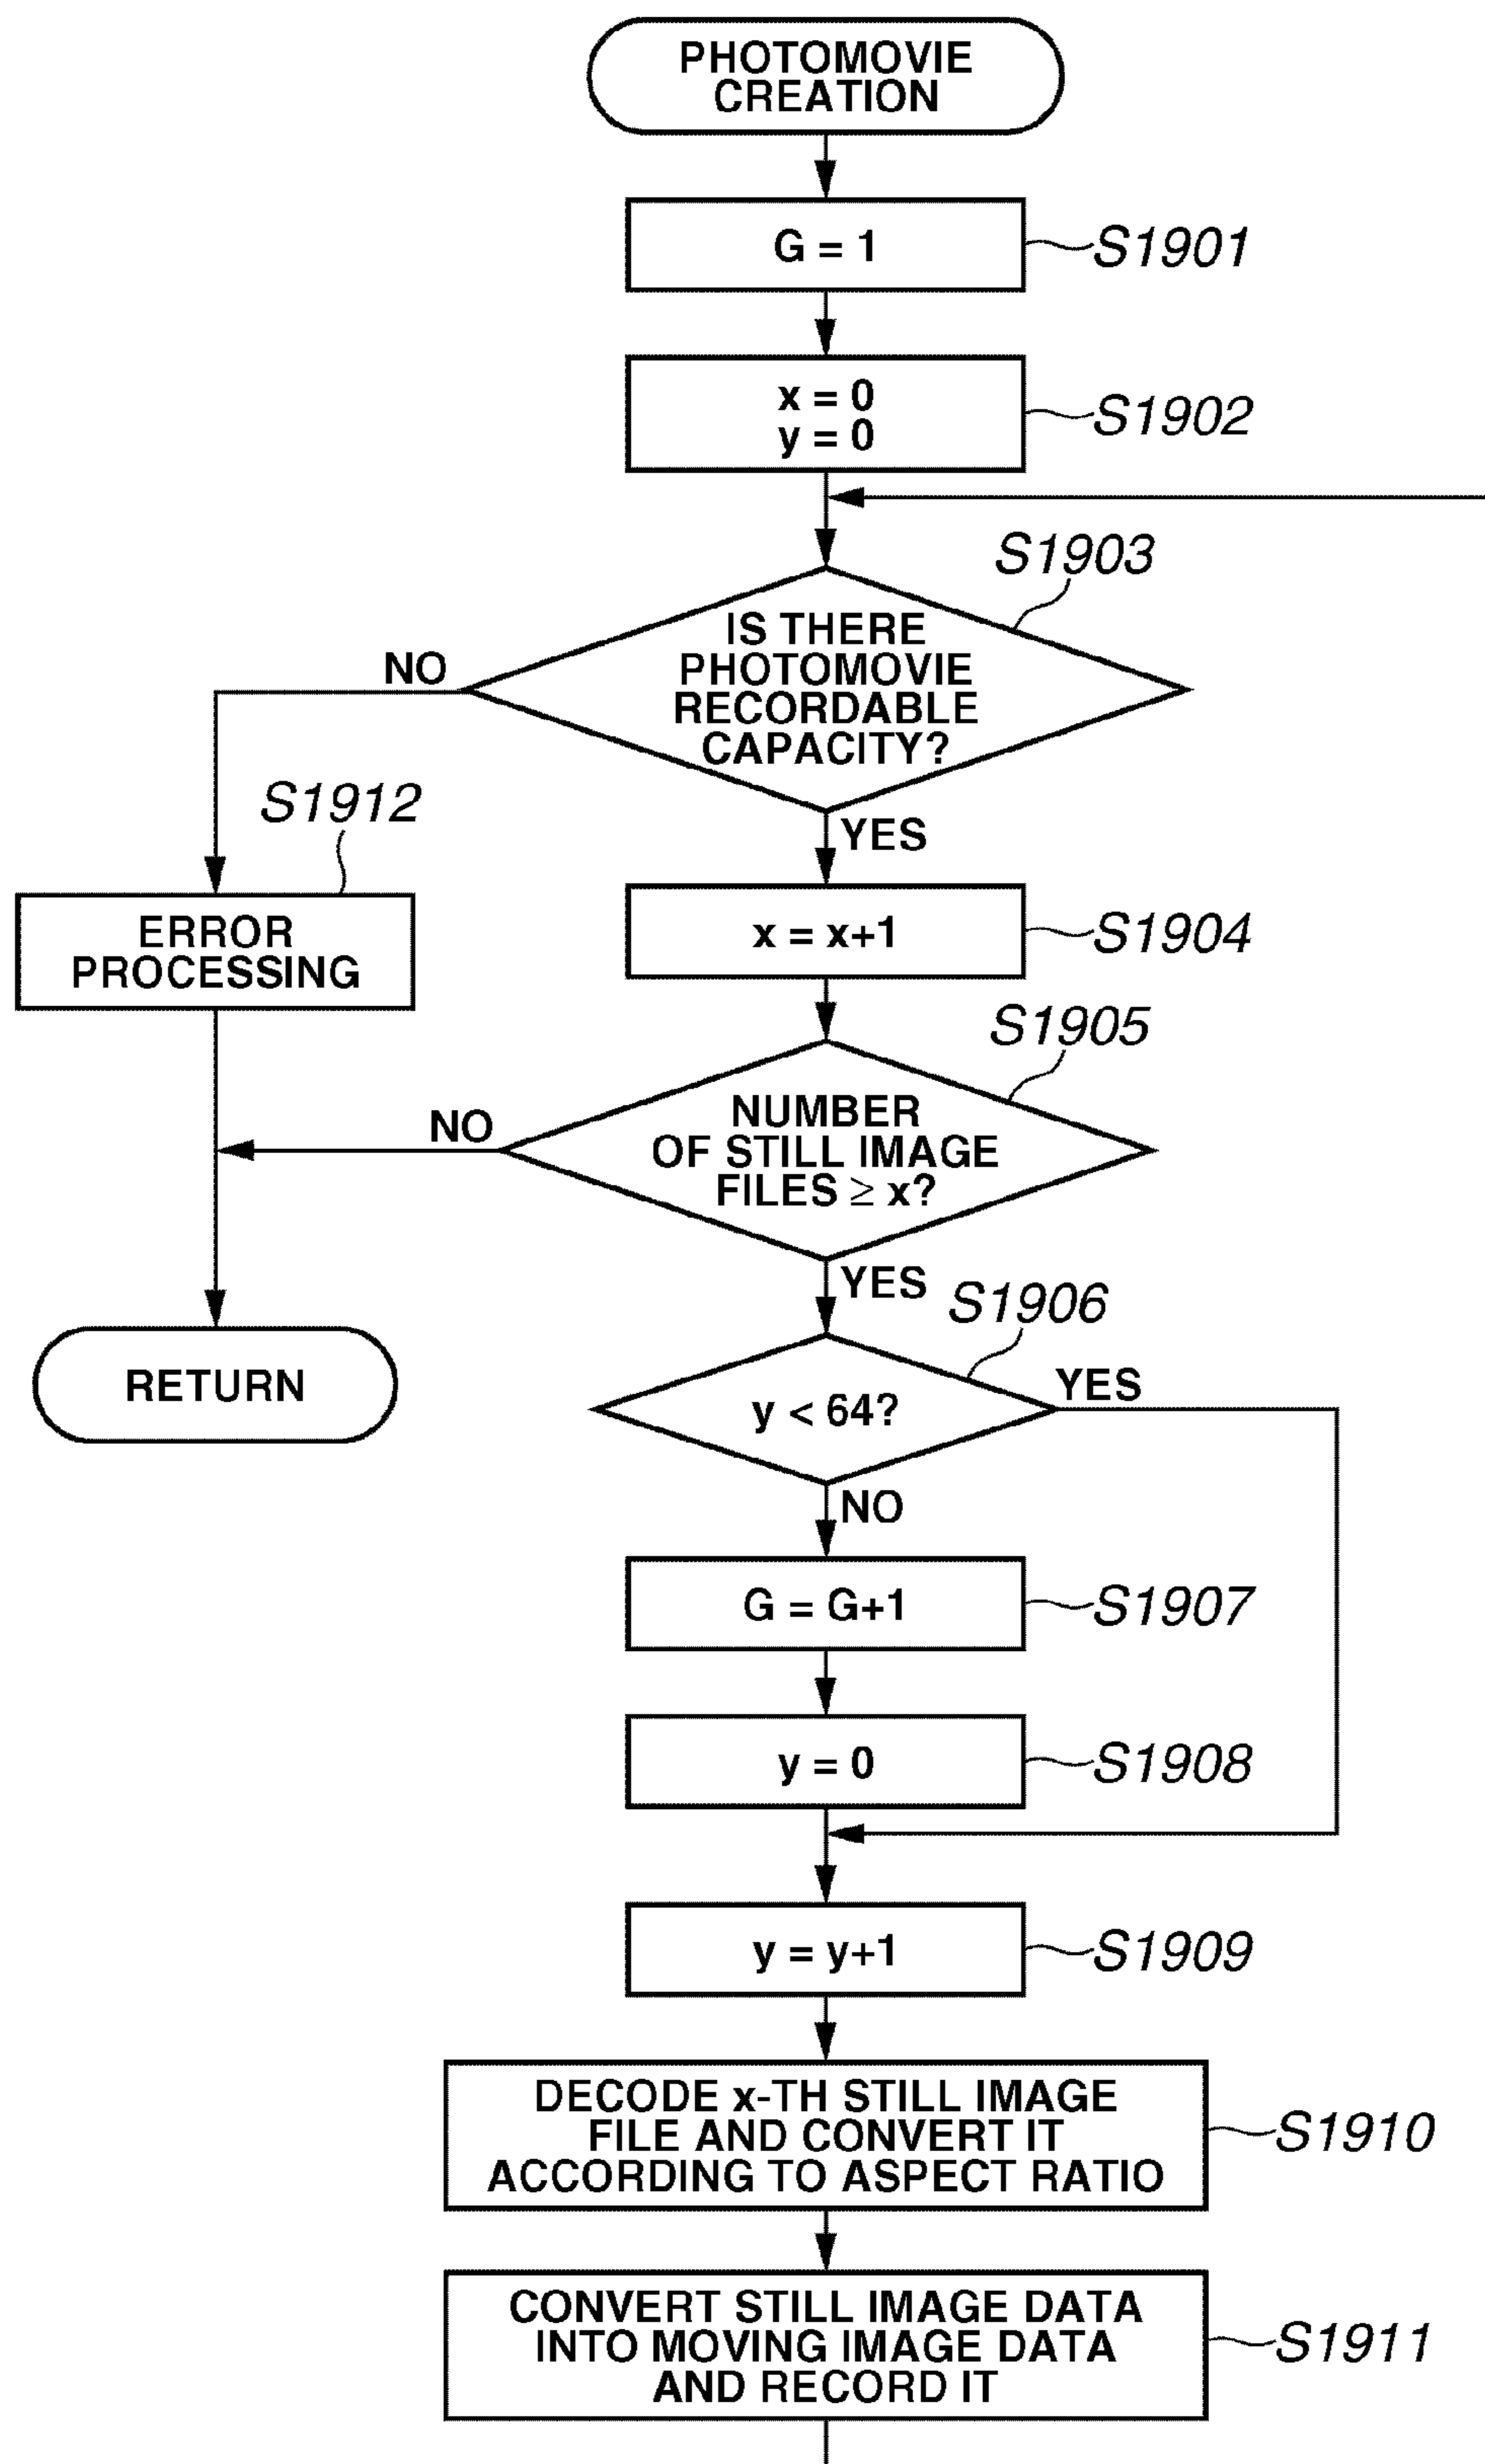 PHOTOMOVIE
CREATION
G = 1
S1901
x = 0
y = 0
S1902
S1903
IS THERE
PHOTOMOVIE
RECORDABLE
CAPACITY?
NO
YES
S1912
ERROR
PROCESSING
x = x+1
S1904
S1905
NUMBER
OF STILL IMAGE
FILES ≥ x?
NO
YES
S1906
RETURN
y < 64?
YES
NO
G = G+1
S1907
y = 0
S1908
y = y+1
S1909
DECODE x-TH STILL IMAGE
FILE AND CONVERT IT
ACCORDING TO ASPECT RATIO
S1910
CONVERT STILL IMAGE DATA
INTO MOVING IMAGE DATA
AND RECORD IT
S1911